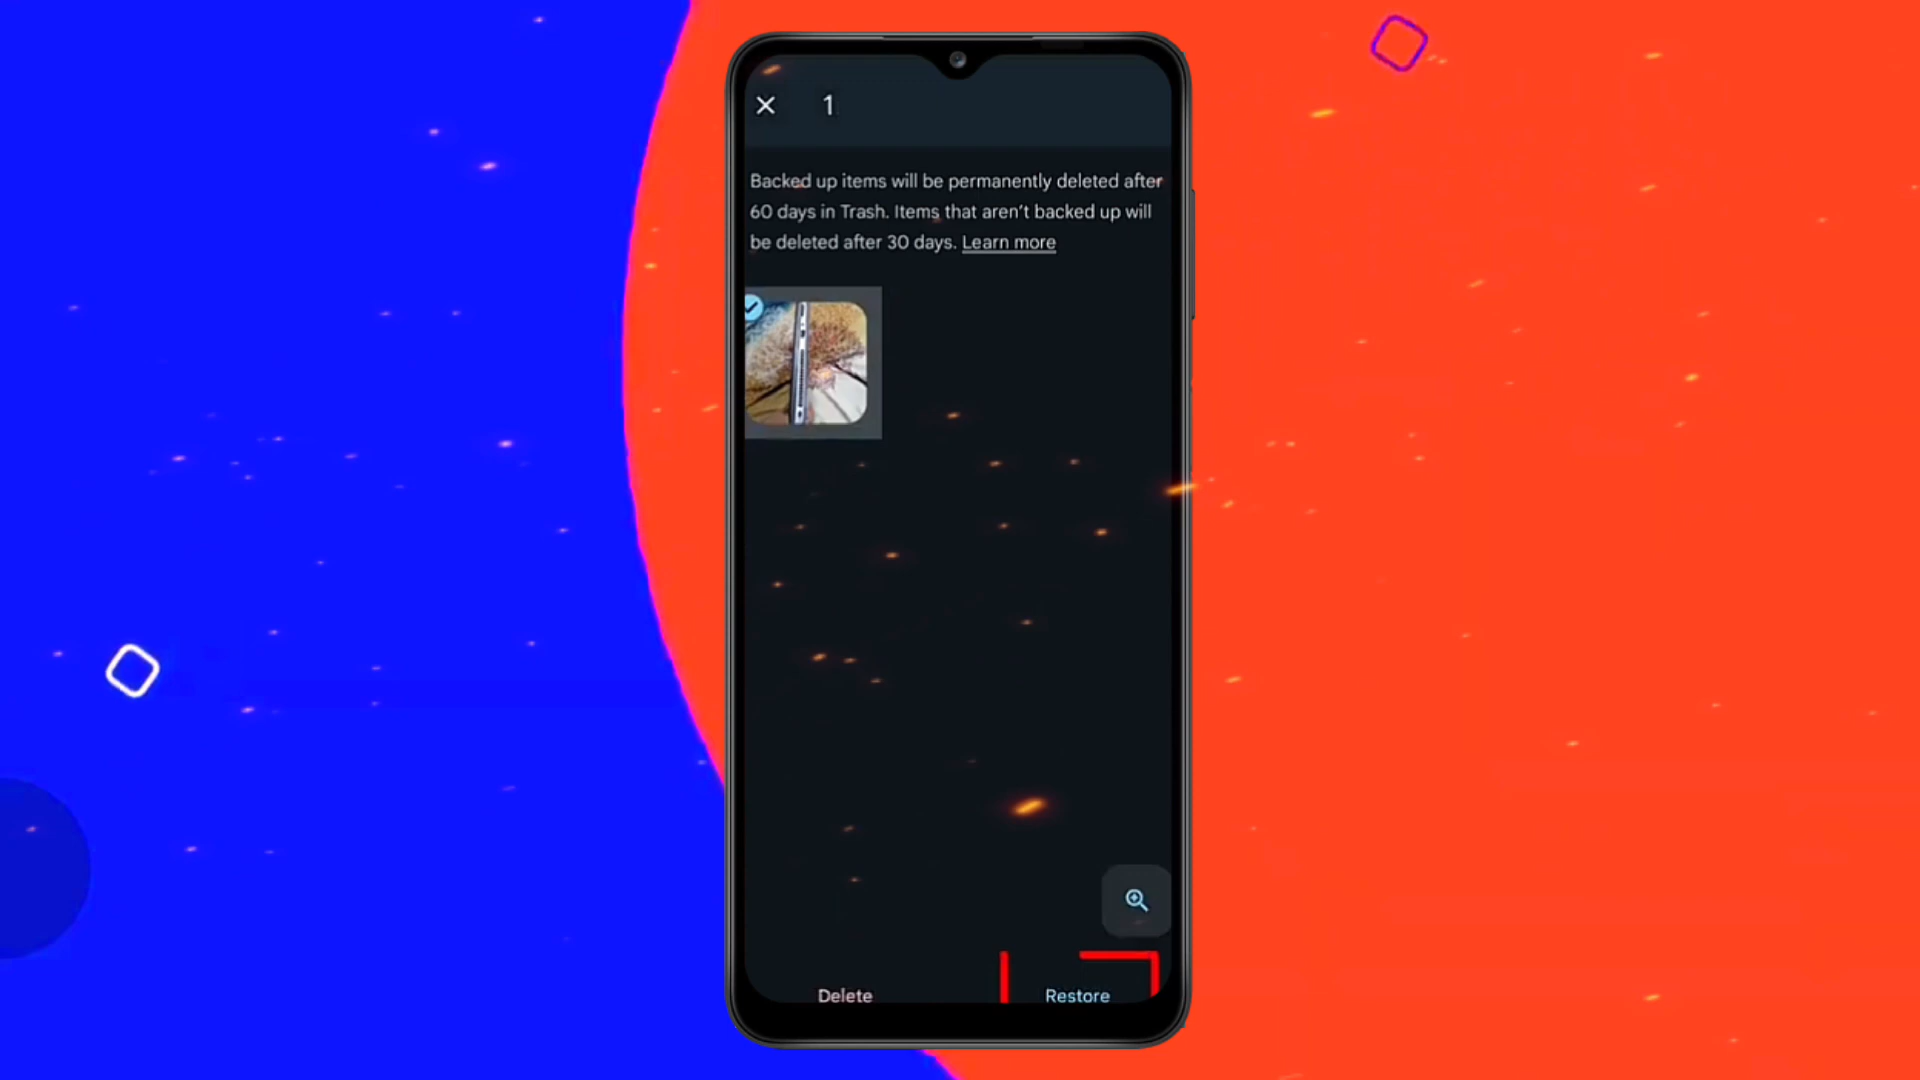 1
Backed up items will be permanently deleted after
60 days in Trash. Items that aren't backed up will
be deleted after 30 days. Learn more
Delete
Restore